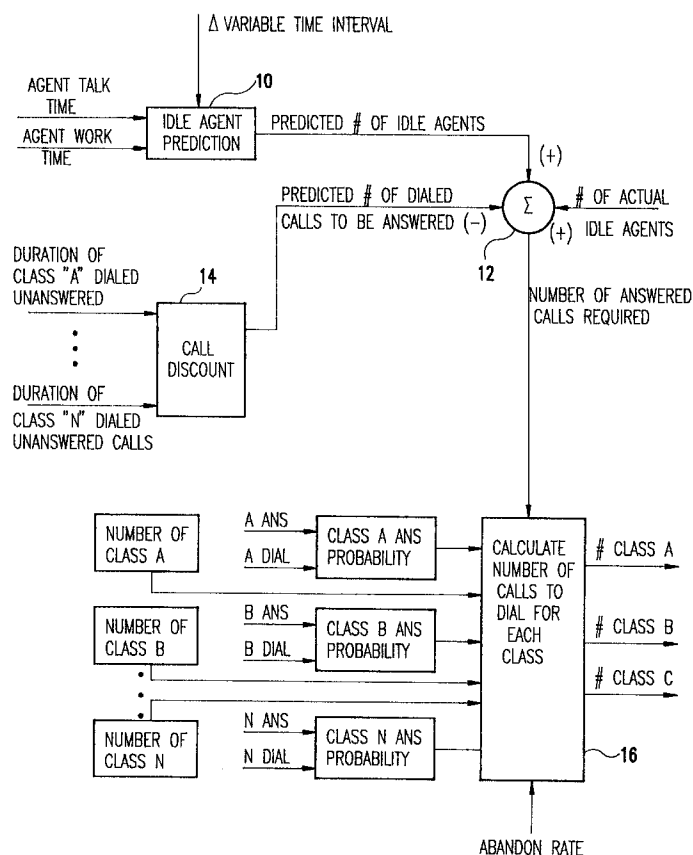 Δ VARIABLE TIME INTERVAL
10
AGENT TALK
TIME
AGENT WORK
TIME
IDLE AGENT
PREDICTION
PREDICTED # OF IDLE AGENTS
(+)
PREDICTED # OF DIALED
CALLS TO BE ANSWERED (-)
Σ
12
# OF ACTUAL
(+) IDLE AGENTS
DURATION OF
CLASS "A" DIALED
UNANSWERED
14
CALL
DISCOUNT
DURATION OF
CLASS "N" DIALED
UNANSWERED CALLS
NUMBER OF ANSWERED
CALLS REQUIRED
NUMBER OF
CLASS A
A ANS
A DIAL
CLASS A ANS
PROBABILITY
NUMBER OF
CLASS B
B ANS
B DIAL
CLASS B ANS
PROBABILITY
NUMBER OF
CLASS N
N ANS
N DIAL
CLASS N ANS
PROBABILITY
CALCULATE
NUMBER OF
CALLS TO
DIAL FOR
EACH
CLASS
# CLASS A
# CLASS B
# CLASS C
16
ABANDON RATE